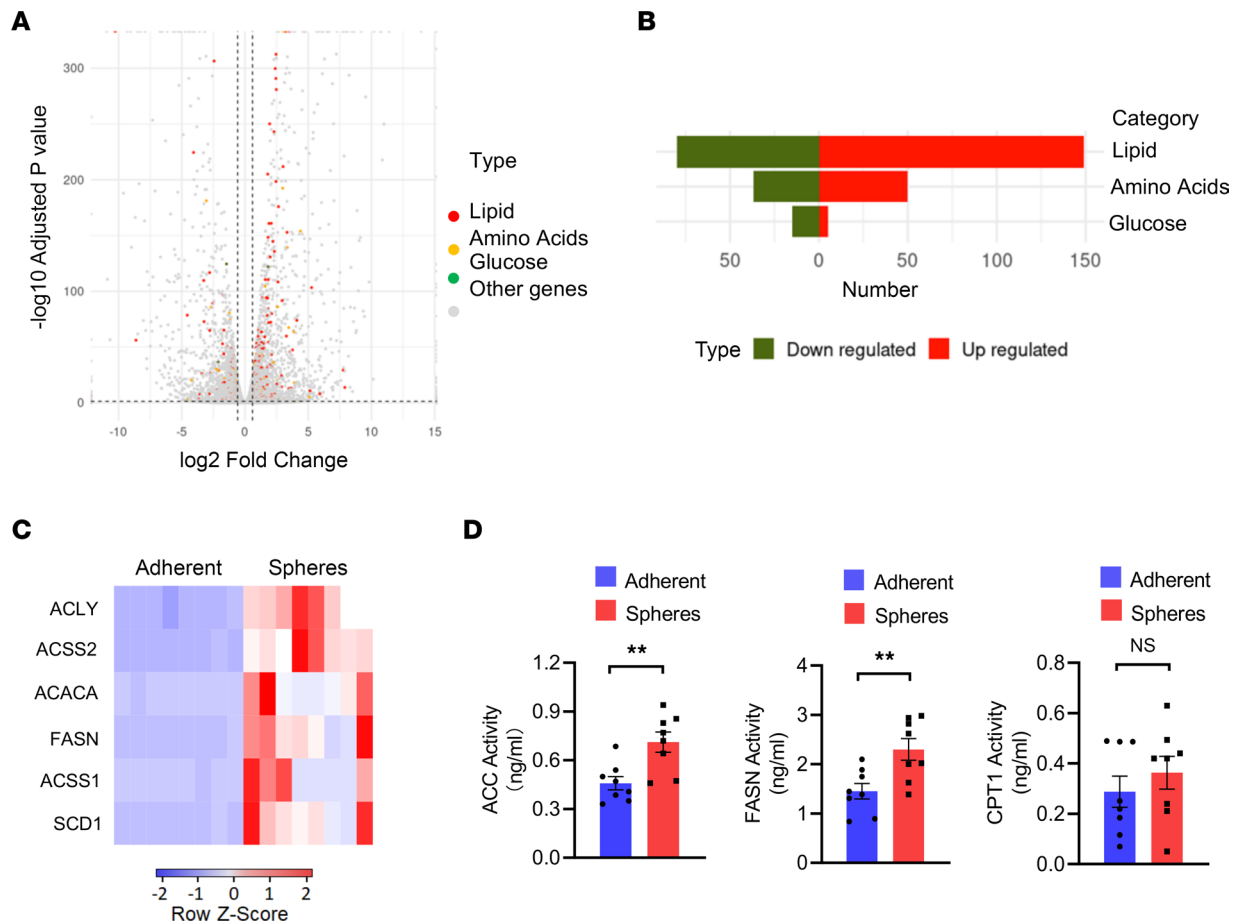 A
-log10 Adjusted P value
300
200
100
0
-10
-5
0
5
10
15
log2 Fold Change
Type
Lipid
Amino Acids
Glucose
Other genes
B
Category
Lipid
Amino Acids
Glucose
50
0
50
100
150
Number
Type
Down regulated
Up regulated
C
Adherent
Spheres
ACLY
ACSS2
ACACA
FASN
ACSS1
SCD1
-2
-1
0
1
2
Row Z-Score
D
Adherent
Spheres
**
ACC Activity
(ng/ml)
1.2
0.9
0.6
0.3
0.0
Adherent
Spheres
**
FASN Activity
(ng/ml)
4
3
2
1
0
Adherent
Spheres
NS
CPT1 Activity
(ng/ml)
0.8
0.6
0.4
0.2
0.0